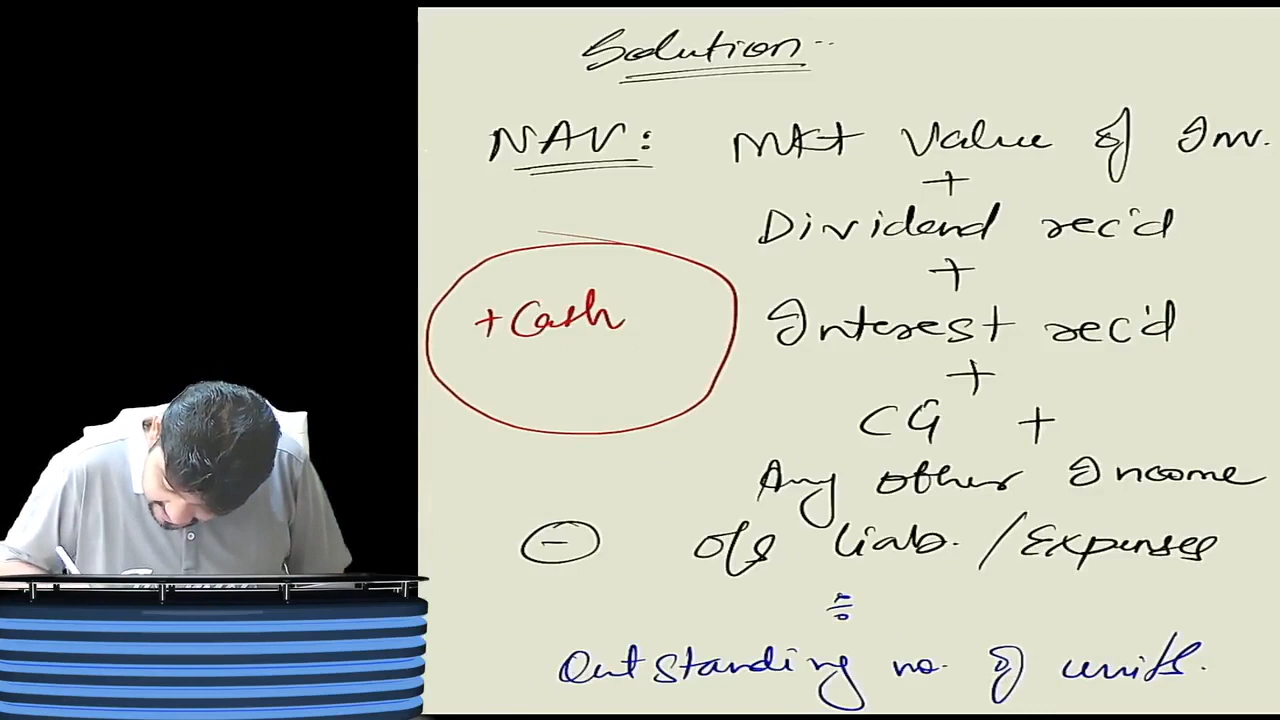 Solution..
NAV: Mkt Value of Inv.
+
Dividend rec'd
+
+ Cash
Interest rec'd
+
CG +
Any other Income
- o/s liab. / Expenses
÷
Outstanding no. of units.